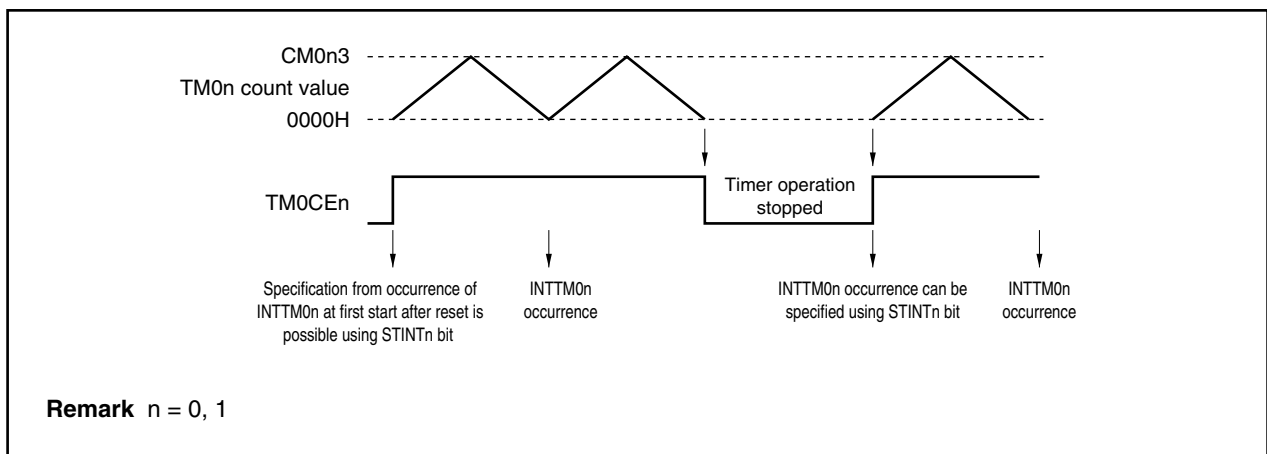 CM0n3
TM0n count value
0000H
TM0CEn
Timer operation
stopped
Specification from occurrence of
INTTM0n at first start after reset is
possible using STINTn bit
INTTM0n
occurrence
INTTM0n occurrence can be
specified using STINTn bit
INTTM0n
occurrence
Remark n = 0, 1